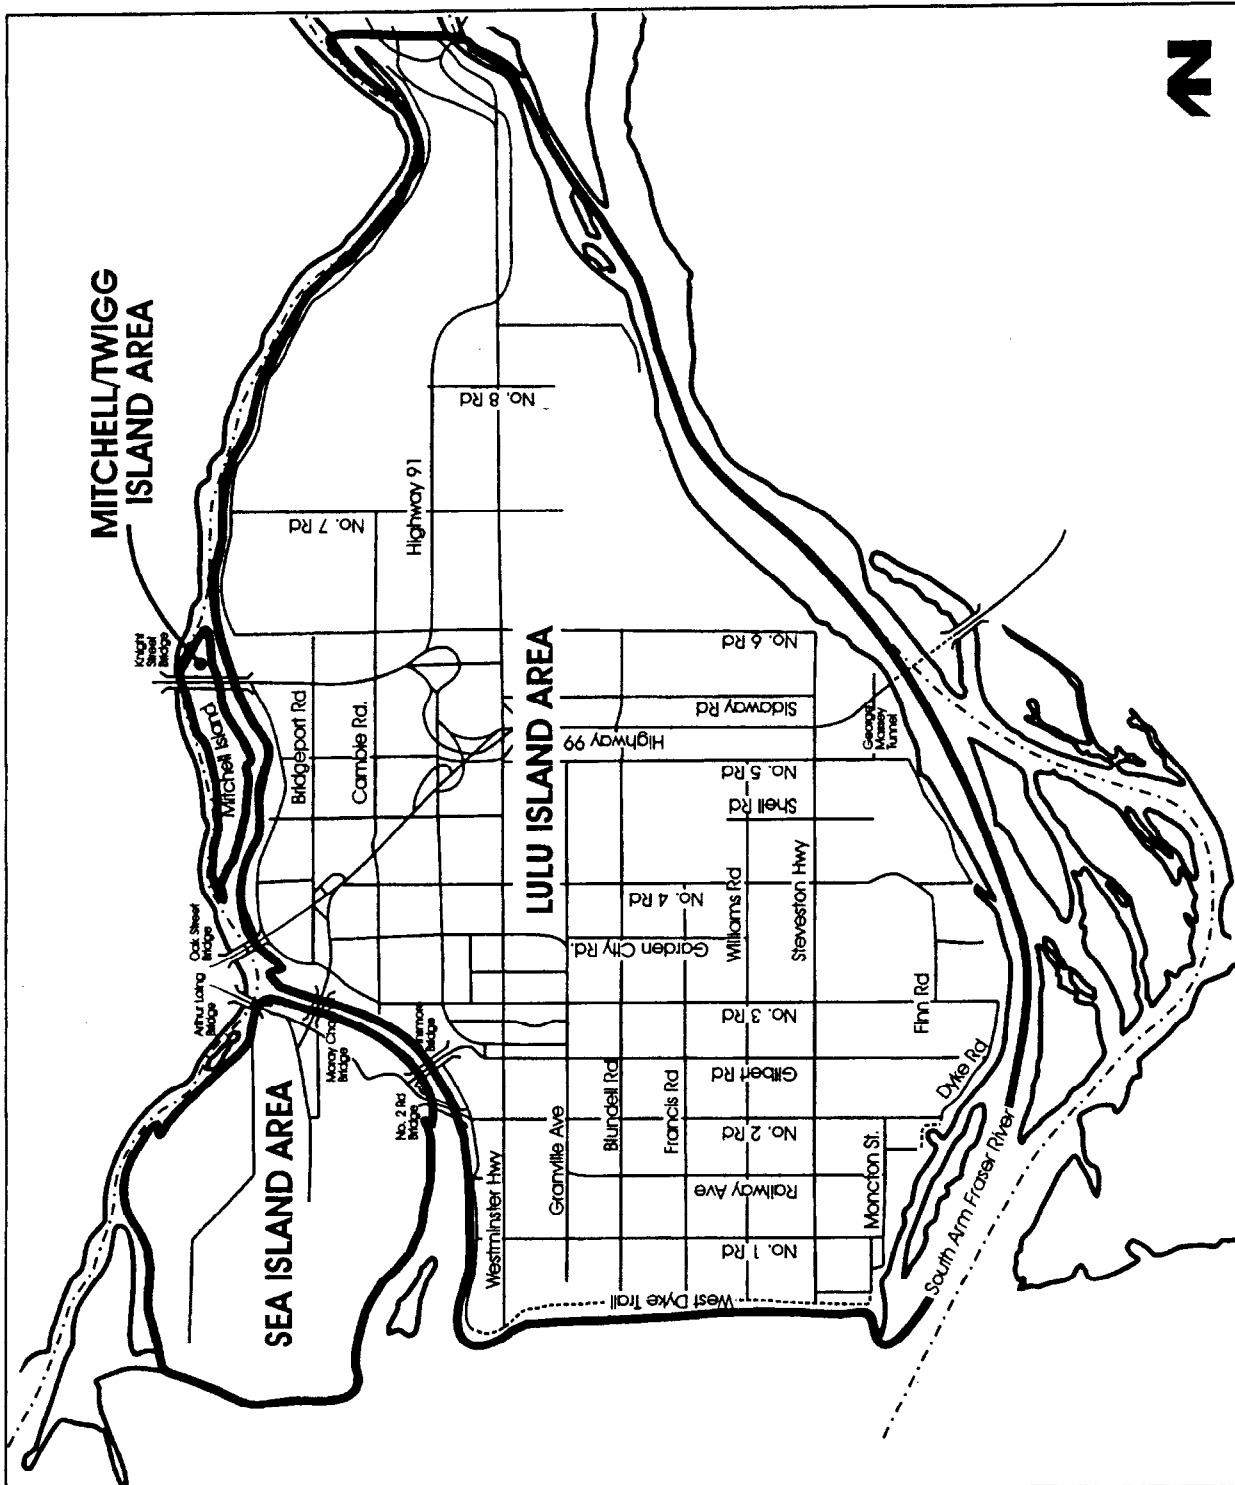 N
MITCHELL/TWIGG
ISLAND AREA
Knight
Street
Bridge
Mitchell Island
Oak Street
Bridge
Arthur Laing
Bridge
Bridge
No. 2 Rd
Bridge
Bridge
SEA ISLAND AREA
LULU ISLAND AREA
Bridgeport Rd
Cambie Rd.
Highway 91
No. 7 Rd
No. 8 Rd
No. 6 Rd
Sidaway Rd
Highway 99
No. 5 Rd
Shell Rd
No. 4 Rd
Garden City Rd.
No. 3 Rd
Gilbert Rd
No. 2 Rd
Railway Ave
No. 1 Rd
West Dyke Trail
Westminster Hwy
Granville Ave
Blundell Rd
Francis Rd
Williams Rd
Steveston Hwy
Moncton St.
Finn Rd
Dyke Rd
George
Massey
Tunnel
South Arm Fraser River